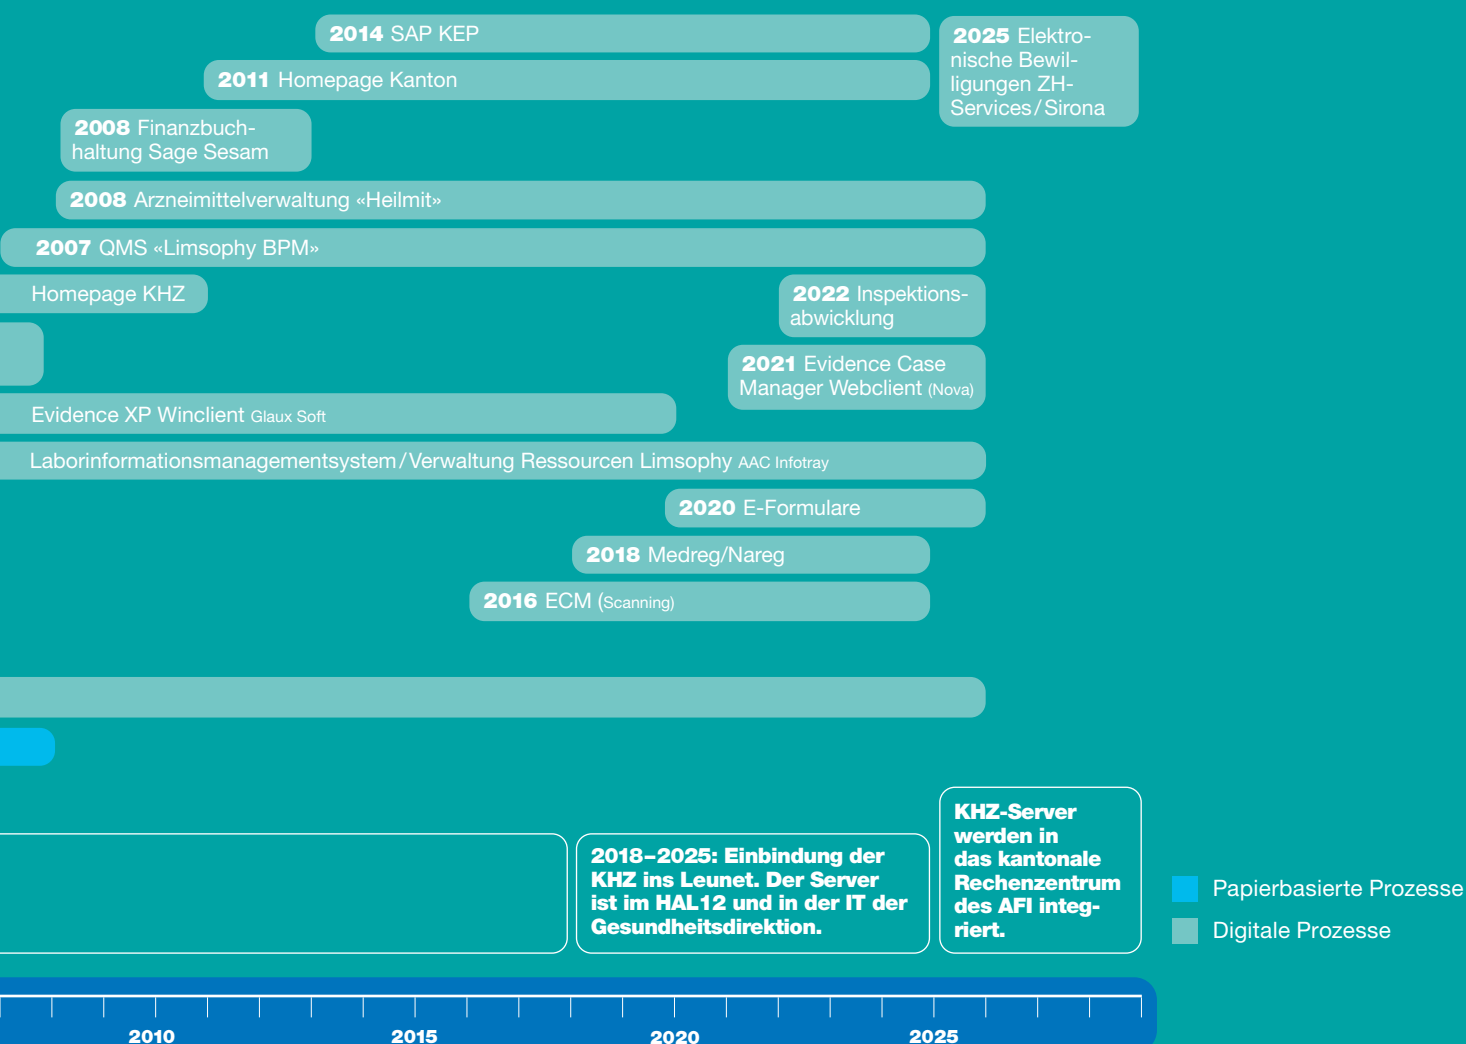 2014 SAP KEP
2025 Elektro-
nische Bewil-
ligungen ZH-
Services/Sirona
2011 Homepage Kanton
2008 Finanzbuch-
haltung Sage Sesam
2008 Arzneimittelverwaltung «Heilmit»
2007 QMS «Limsophy BPM»
Homepage KHZ
2022 Inspektions-
abwicklung
2021 Evidence Case
Manager Webclient (Nova)
Evidence XP Winclient Glaux Soft
Laborinformationsmanagementsystem/Verwaltung Ressourcen Limsophy AAC Infotray
2020 E-Formulare
2018 Medreg/Nareg
2016 ECM (Scanning)
2018–2025: Einbindung der
KHZ ins Leunet. Der Server
ist im HAL12 und in der IT der
Gesundheitsdirektion.
KHZ-Server
werden in
das kantonale
Rechenzentrum
des AFI integ-
riert.
Papierbasierte Prozesse
Digitale Prozesse
2010 2015 2020 2025